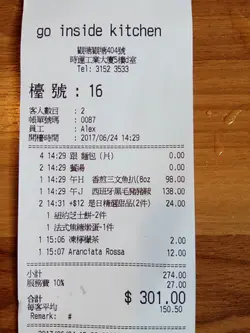 go inside kitchen
觀塘觀塘404號
時運工業大廈5樓室
Tel: 3152 3533
檯 號 : 16
客人數目 : 2
帳單號碼 : 0087
員工 : Alex
開檯時間 : 2017/06/24 14:29
4 14:29 跟 麵包 (片) 0.00
2 14:29 餐湯 0.00
1 14:29 午H 香煎三文魚扒(8oz 98.00
1 14:29 午J 西班牙黑毛豬 138.00
2 14:31 +$12 是日精選甜品(2件) 24.00
1 紐約芝士餅-2件
1 法式焦糖燉蛋-1件
1 15:06 凍檸檬茶 2.00
1 15:07 Aranciata Rossa 12.00
小計 274.00
服務費 10% 27.00
合計 $ 301.00
每客平均 150.50
Remark: #